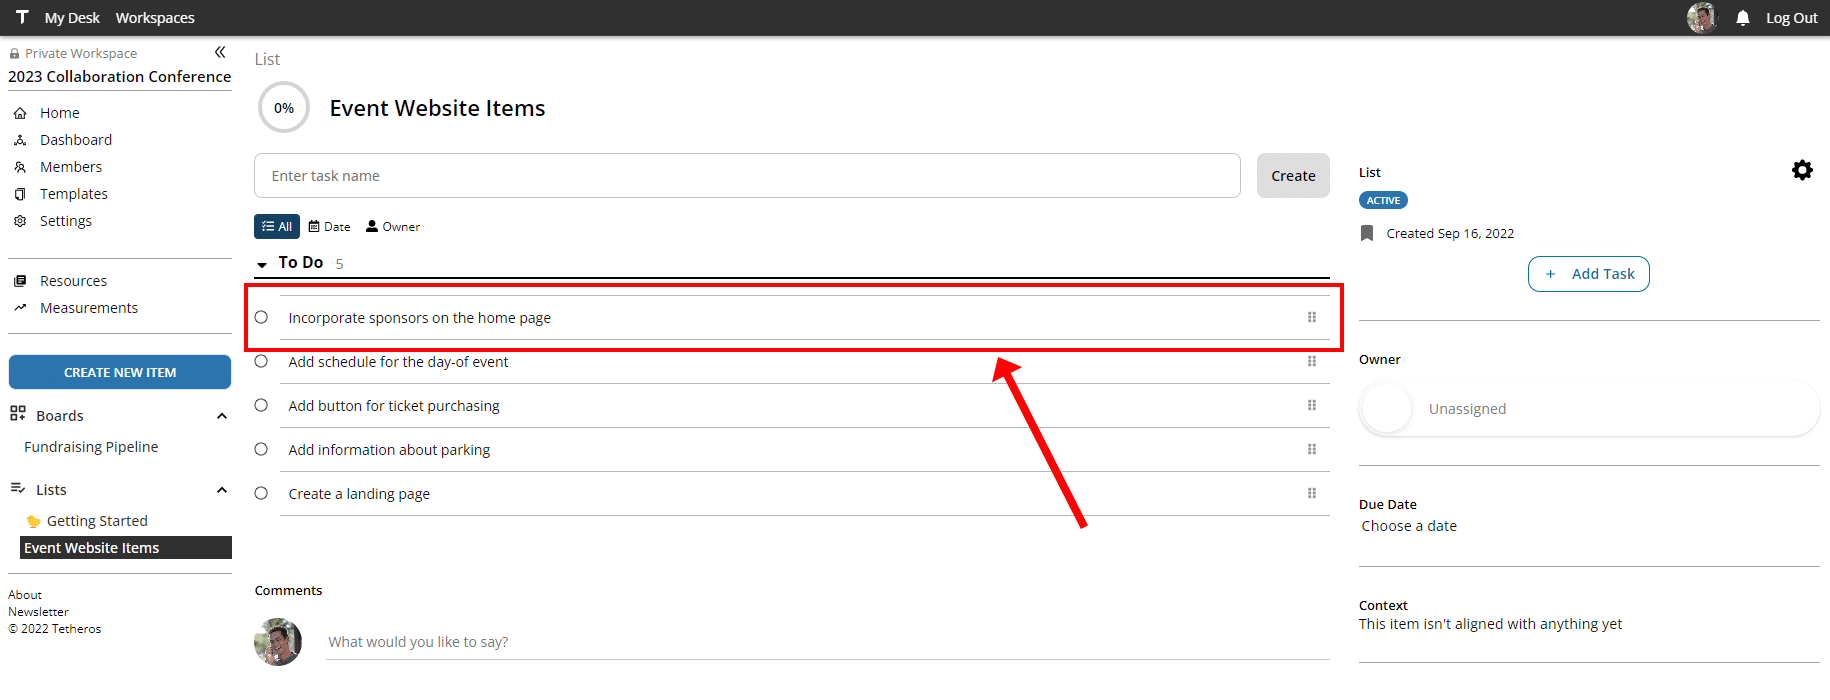 T My Desk Workspaces Log Out
Private Workspace
2023 Collaboration Conference
Home
Dashboard
Members
Templates
Settings
Resources
Measurements
CREATE NEW ITEM
Boards
Fundraising Pipeline
Lists
Getting Started
Event Website Items
About
Newsletter
© 2022 Tetheros
List
0% Event Website Items
Enter task name Create
All Date Owner
To Do 5
Incorporate sponsors on the home page
Add schedule for the day-of event
Add button for ticket purchasing
Add information about parking
Create a landing page
Comments
What would you like to say?
List
ACTIVE
Created Sep 16, 2022
+ Add Task
Owner
Unassigned
Due Date
Choose a date
Context
This item isn't aligned with anything yet